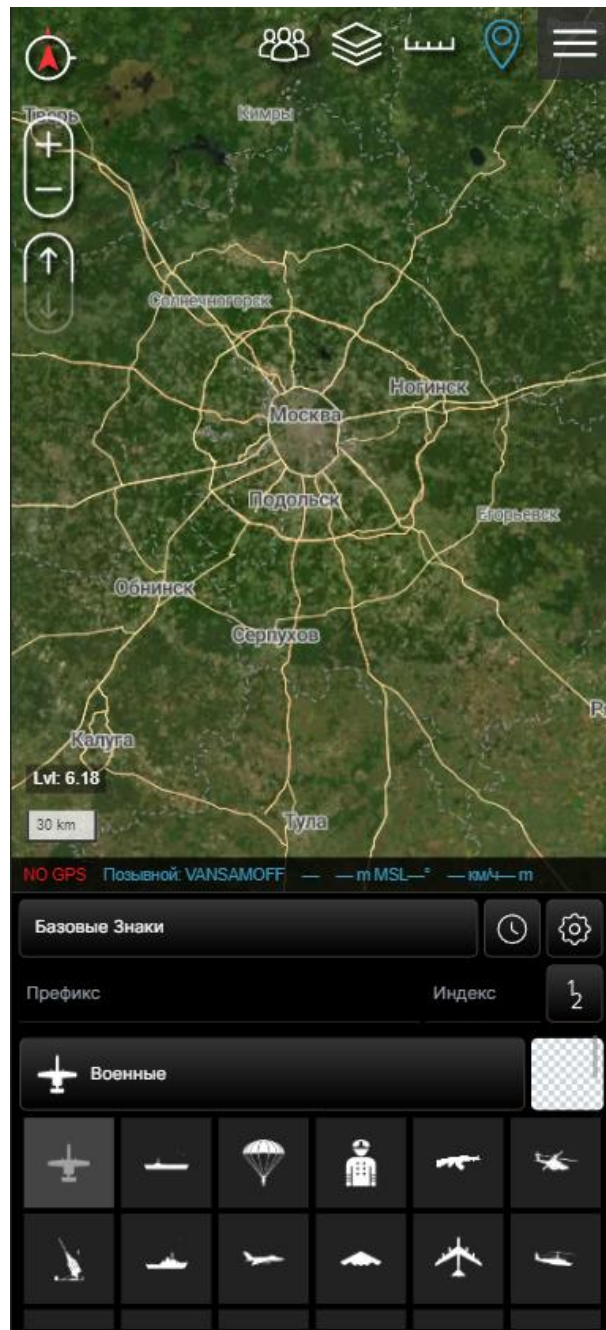 Тверь
Кимры
Солнечногорск
Ногинск
Москва
Подольск
Егорьевск
Обнинск
Серпухов
Калуга
Lvl: 6.18
30 km
Тула
NO GPS Позывной: VANSAMOFF — — m MSL—° — км/ч— m
Базовые Знаки
Префикс Индекс 1/2
Военные